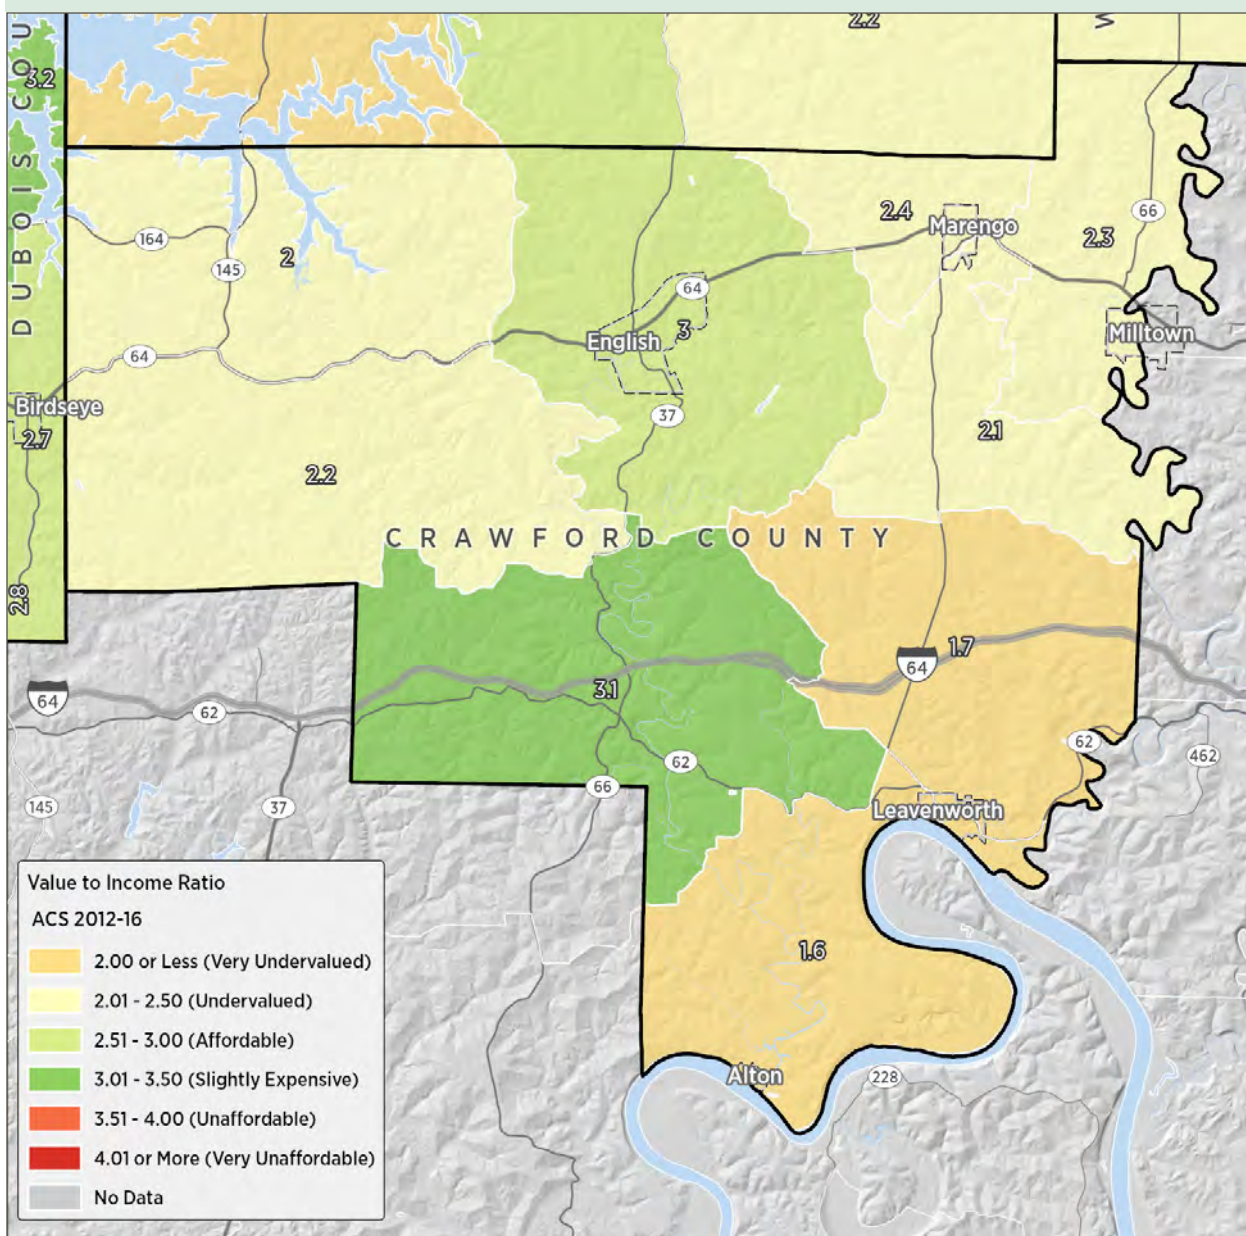 2.2
W
64
3.2
DUBOIS COU
66
2.4
Marengo
2.3
164
145
2
64
English
3
Milltown
64
Birdseye
37
2.7
2.1
2.2
CRAWFORD COUNTY
2.8
64
1.7
3.1
64
62
62
62
462
66
145
37
Leavenworth
1.6
Alton
228
Value to Income Ratio
ACS 2012-16
2.00 or Less (Very Undervalued)
2.01 - 2.50 (Undervalued)
2.51 - 3.00 (Affordable)
3.01 - 3.50 (Slightly Expensive)
3.51 - 4.00 (Unaffordable)
4.01 or More (Very Unaffordable)
No Data